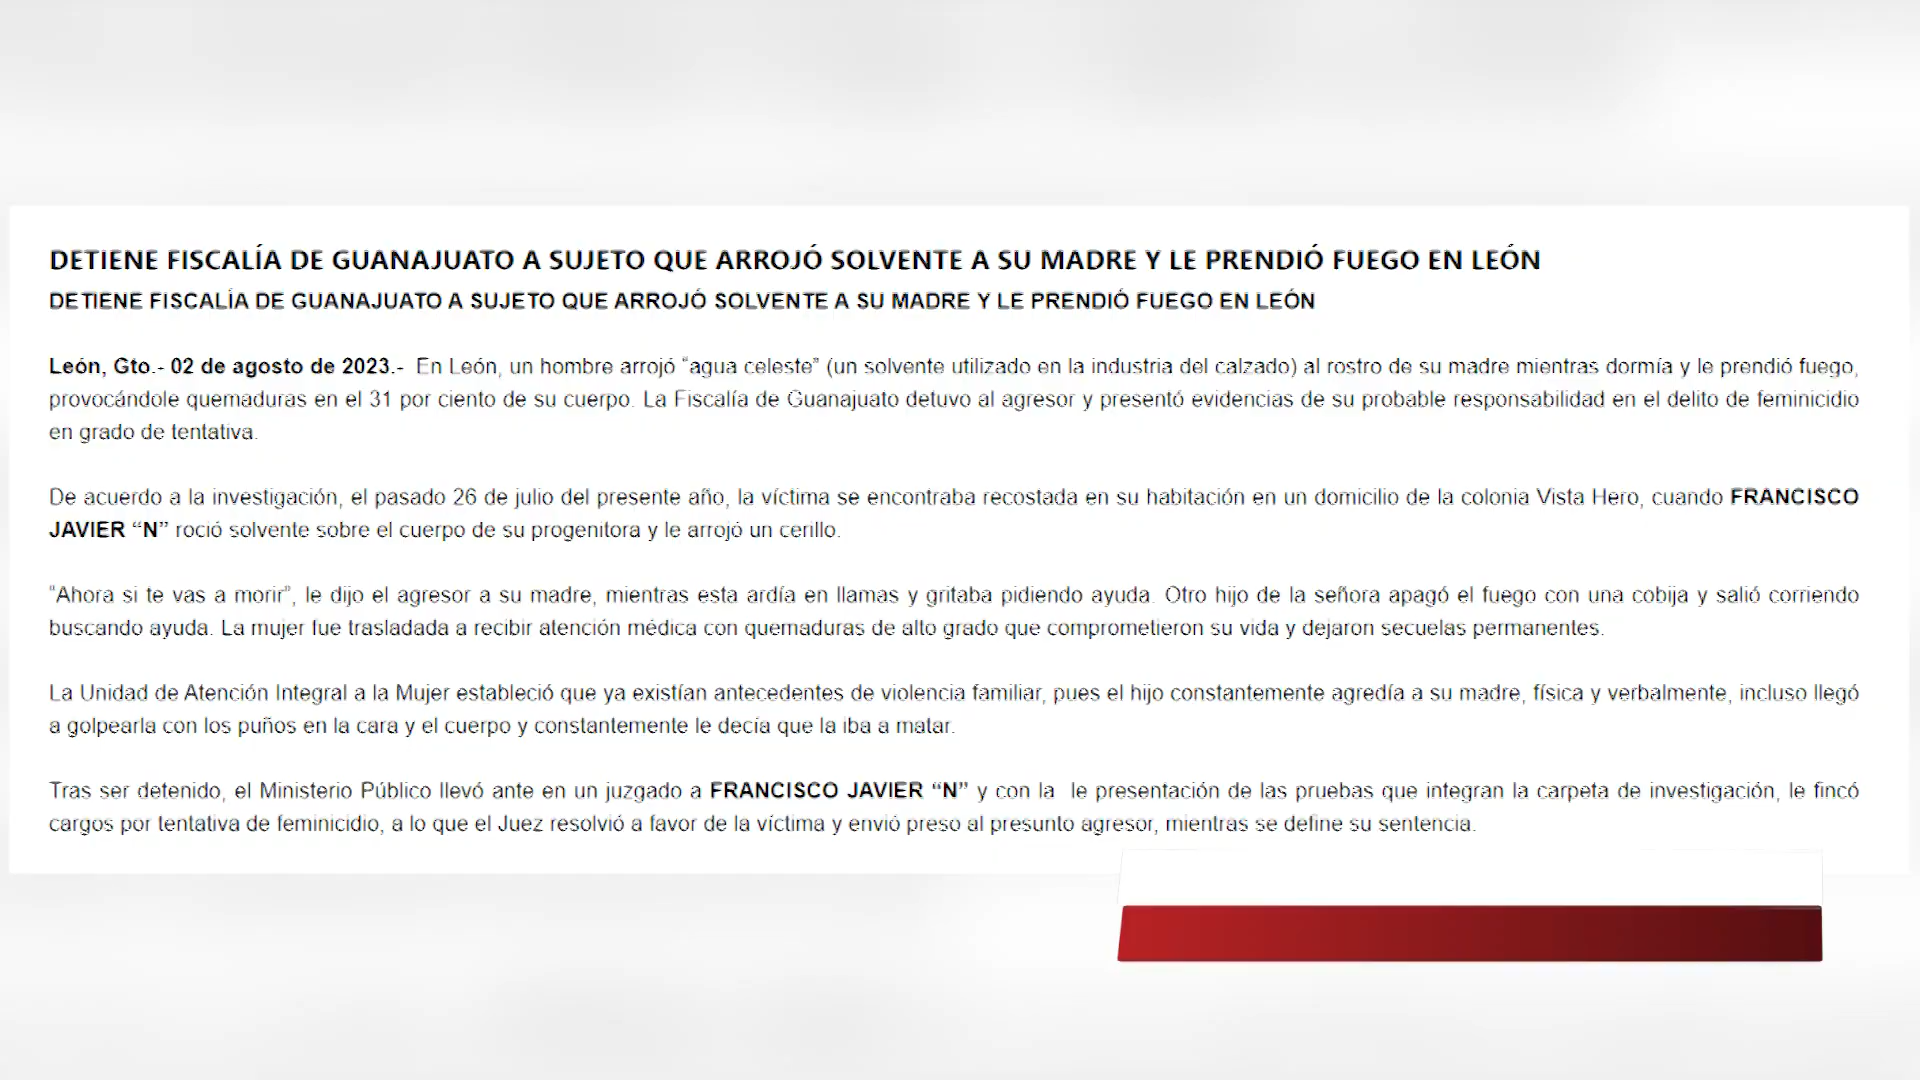 DETIENE FISCALÍA DE GUANAJUATO A SUJETO QUE ARROJÓ SOLVENTE A SU MADRE Y LE PRENDIÓ FUEGO EN LEÓN
DETIENE FISCALÍA DE GUANAJUATO A SUJETO QUE ARROJÓ SOLVENTE A SU MADRE Y LE PRENDIÓ FUEGO EN LEÓN
León, Gto.- 02 de agosto de 2023.- En León, un hombre arrojó “agua celeste” (un solvente utilizado en la industria del calzado) al rostro de su madre mientras dormía y le prendió fuego,
provocándole quemaduras en el 31 por ciento de su cuerpo. La Fiscalía de Guanajuato detuvo al agresor y presentó evidencias de su probable responsabilidad en el delito de feminicidio
en grado de tentativa.
De acuerdo a la investigación, el pasado 26 de julio del presente año, la víctima se encontraba recostada en su habitación en un domicilio de la colonia Vista Hero, cuando FRANCISCO
JAVIER “N” roció solvente sobre el cuerpo de su progenitora y le arrojó un cerillo.
“Ahora si te vas a morir”, le dijo el agresor a su madre, mientras esta ardía en llamas y gritaba pidiendo ayuda. Otro hijo de la señora apagó el fuego con una cobija y salió corriendo
buscando ayuda. La mujer fue trasladada a recibir atención médica con quemaduras de alto grado que comprometieron su vida y dejaron secuelas permanentes.
La Unidad de Atención Integral a la Mujer estableció que ya existían antecedentes de violencia familiar, pues el hijo constantemente agredía a su madre, física y verbalmente, incluso llegó
a golpearla con los puños en la cara y el cuerpo y constantemente le decía que la iba a matar.
Tras ser detenido, el Ministerio Público llevó ante en un juzgado a FRANCISCO JAVIER “N” y con la le presentación de las pruebas que integran la carpeta de investigación, le fincó
cargos por tentativa de feminicidio, a lo que el Juez resolvió a favor de la víctima y envió preso al presunto agresor, mientras se define su sentencia.